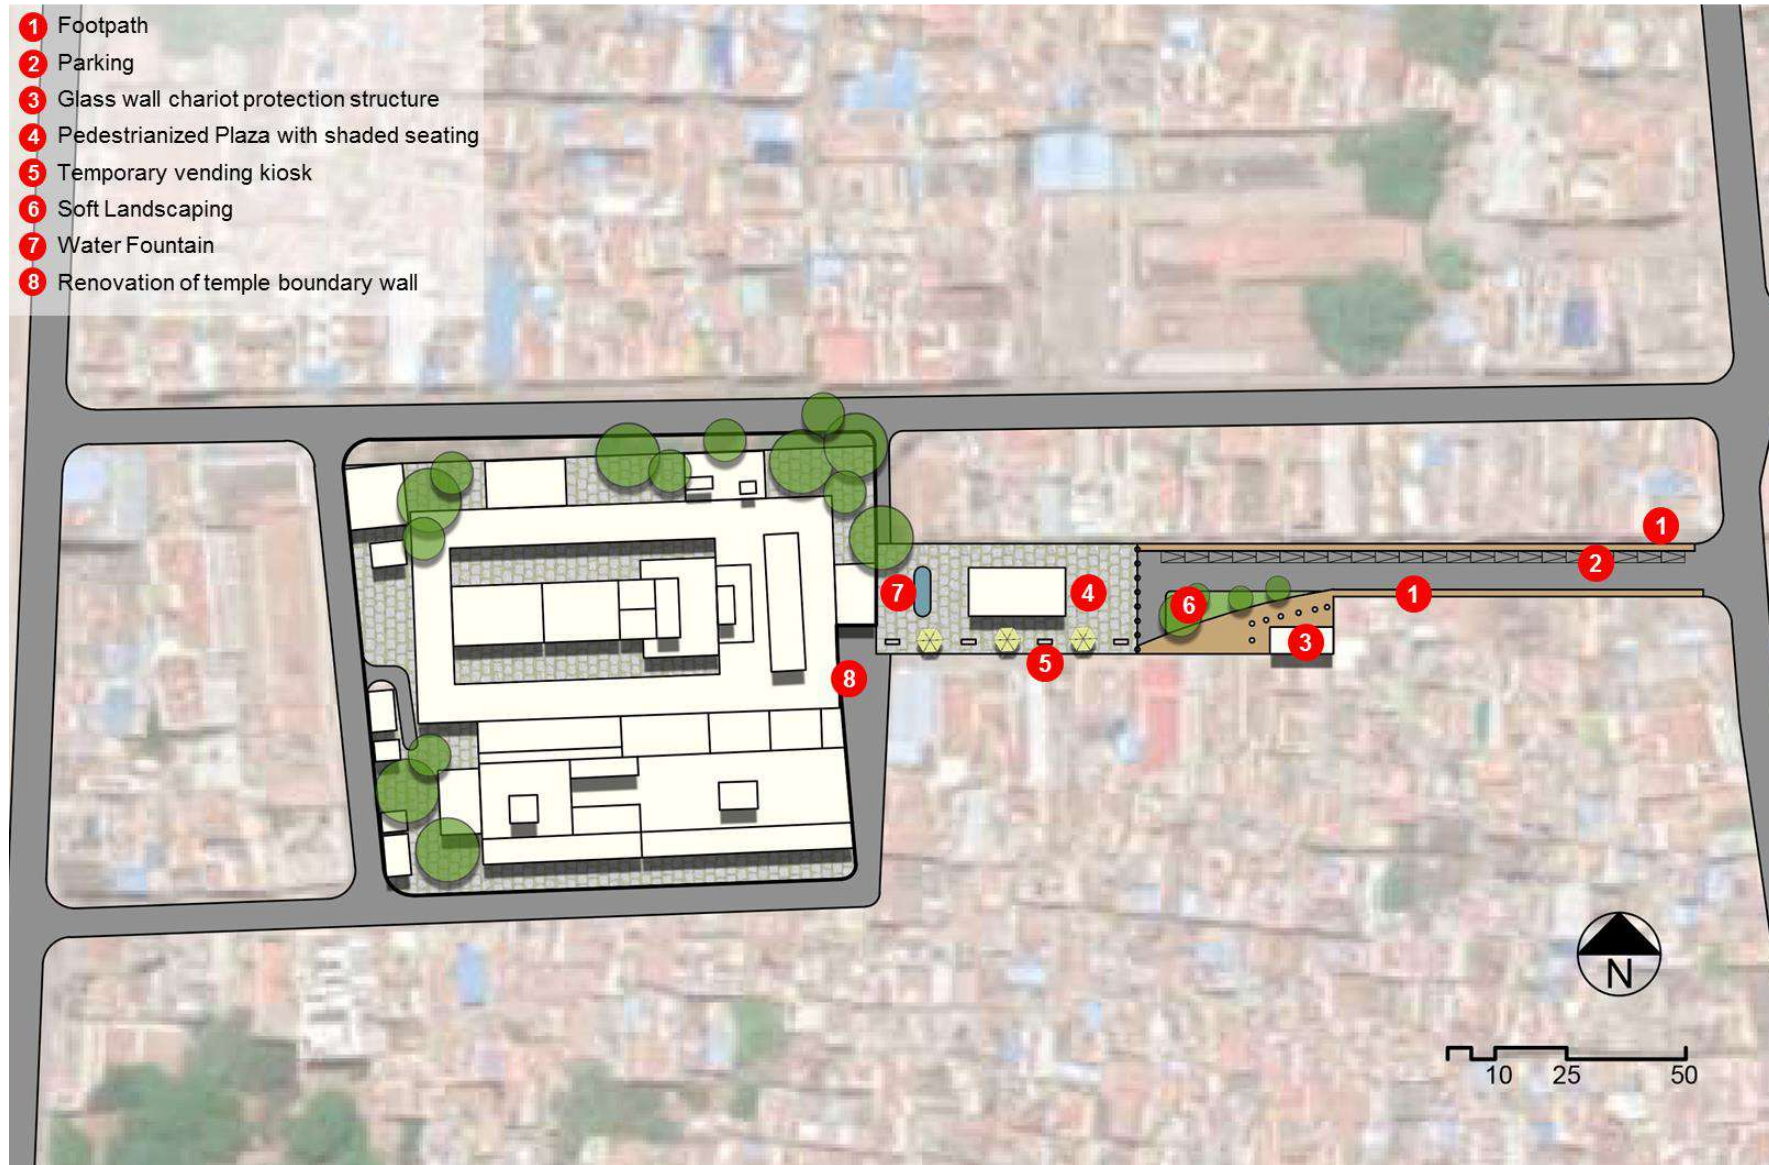 1 Footpath
2 Parking
3 Glass wall chariot protection structure
4 Pedestrianized Plaza with shaded seating
5 Temporary vending kiosk
6 Soft Landscaping
7 Water Fountain
8 Renovation of temple boundary wall
1
2
7
4
6
1
3
5
8
N
10 25 50